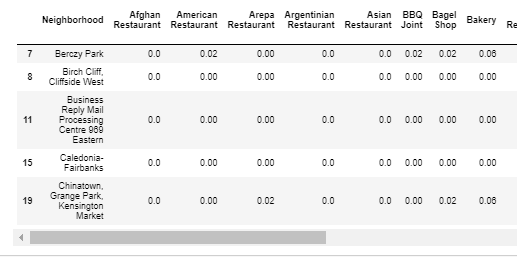 Neighborhood Afghan Restaurant American Restaurant Arepa Restaurant Argentinian Restaurant Asian Restaurant BBQ Joint Bagel Shop Bakery Re
7 Berczy Park 0.0 0.02 0.00 0.0 0.0 0.02 0.02 0.06
8 Birch Cliff, Cliffside West 0.0 0.00 0.00 0.0 0.0 0.00 0.00 0.00
11 Business Reply Mail Processing Centre 969 Eastern 0.0 0.00 0.00 0.0 0.0 0.00 0.00 0.00
15 Caledonia-Fairbanks 0.0 0.00 0.00 0.0 0.0 0.00 0.00 0.00
19 Chinatown, Grange Park, Kensington Market 0.0 0.00 0.02 0.0 0.0 0.00 0.02 0.06